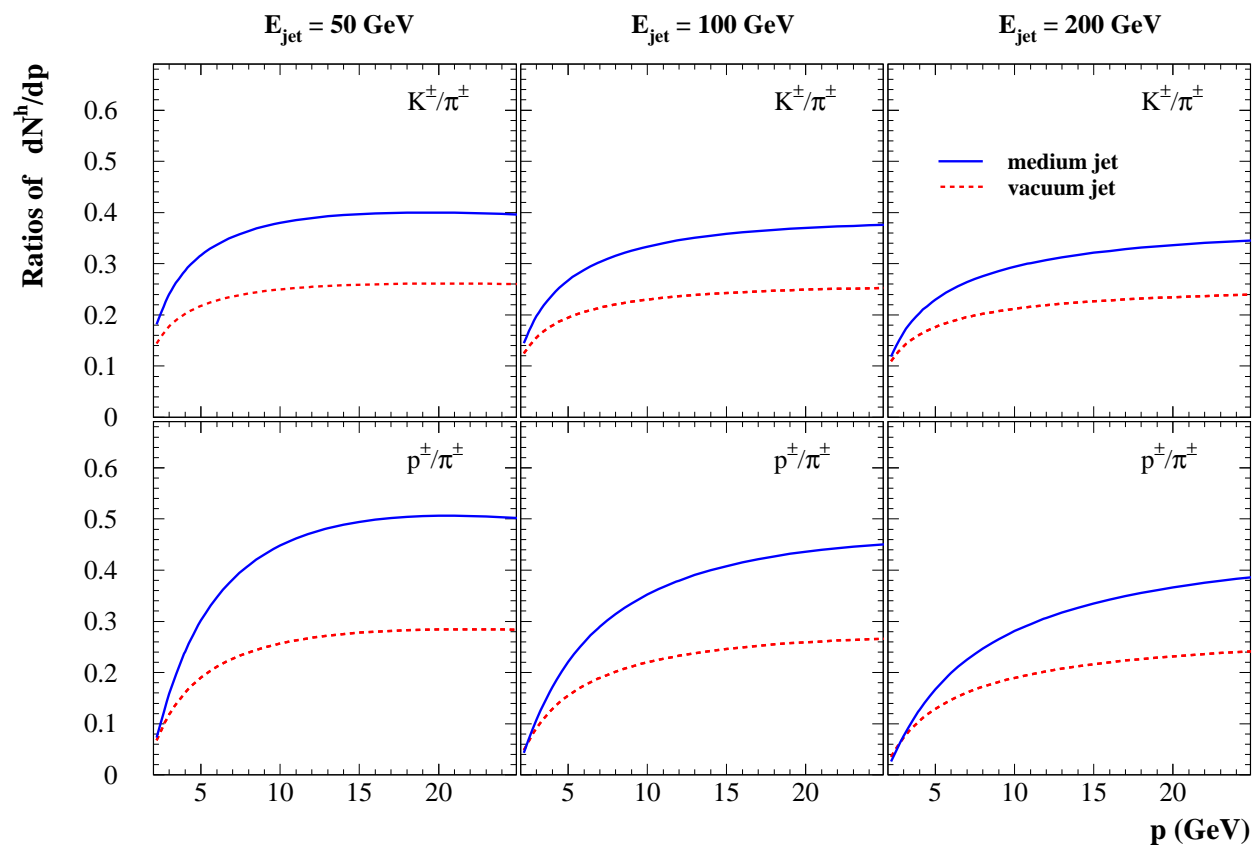 E_jet = 50 GeV E_jet = 100 GeV E_jet = 200 GeV
Ratios of dN^h/dp
K^±/π^± K^±/π^± K^±/π^±
medium jet
vacuum jet
0.6
0.5
0.4
0.3
0.2
0.1
0
p^±/π^± p^±/π^± p^±/π^±
0.6
0.5
0.4
0.3
0.2
0.1
0
5 10 15 20 5 10 15 20 5 10 15 20
p (GeV)